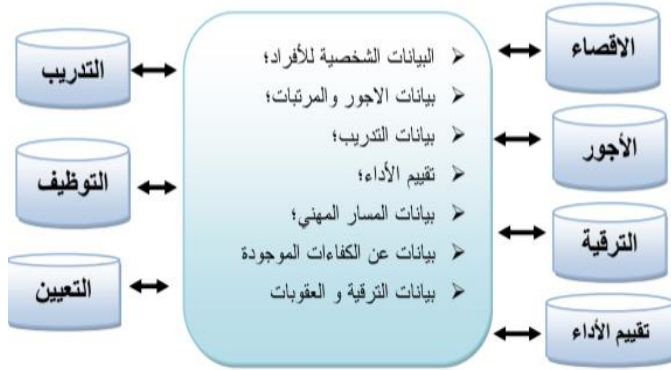 الاقصاء
الأجور
الترقية
تقييم الأداء
البيانات الشخصية للأفراد؛
بيانات الاجور والمرتبات؛
بيانات التدريب؛
تقييم الأداء؛
بيانات المسار المهني؛
بيانات عن الكفاءات الموجودة
بيانات الترقية و العقوبات
التدريب
التوظيف
التعيين